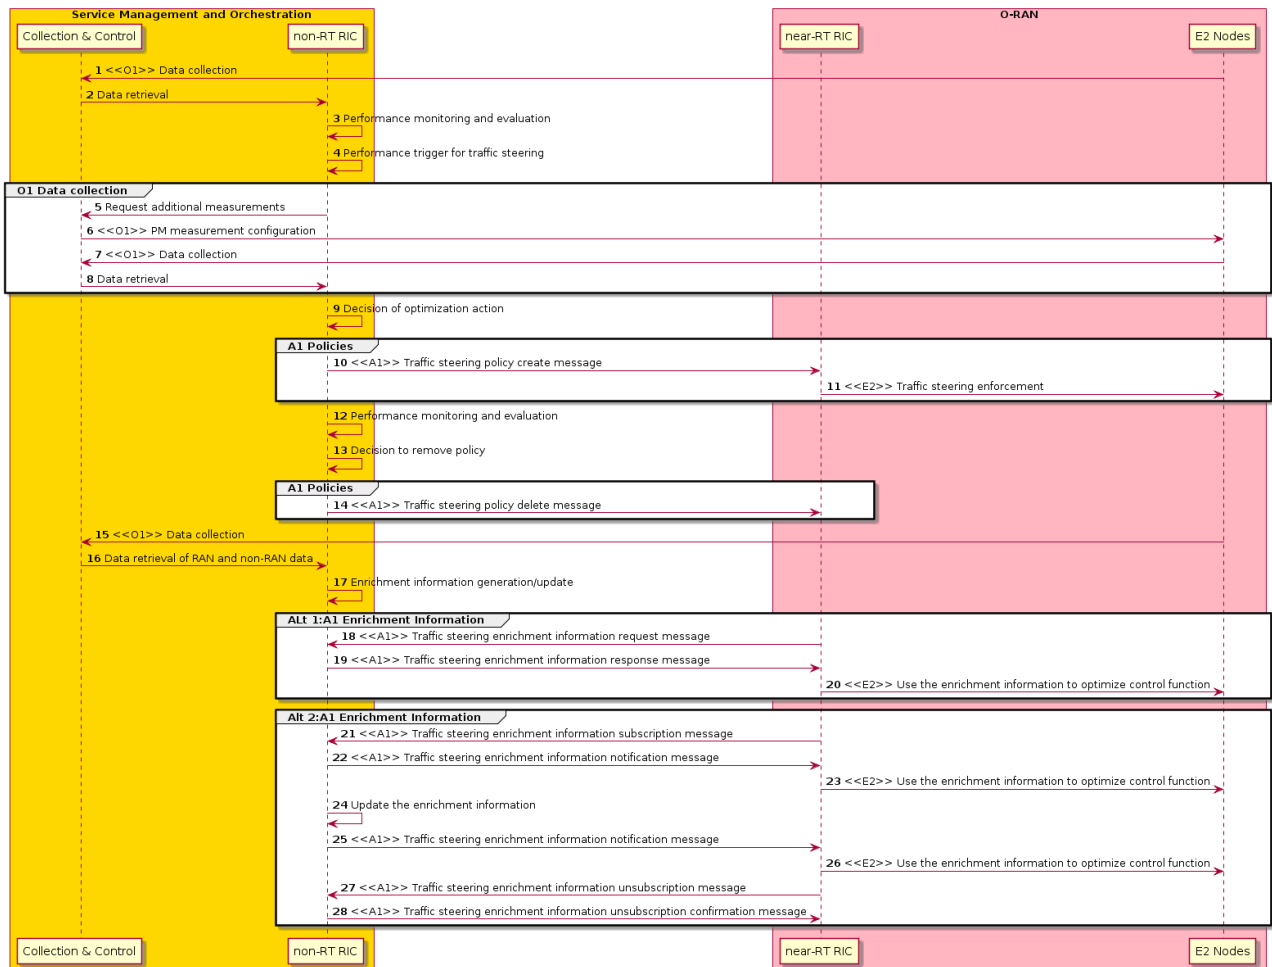 Service Management and Orchestration
O-RAN
Collection & Control
non-RT RIC
near-RT RIC
E2 Nodes
1 <<O1>> Data collection
2 Data retrieval
3 Performance monitoring and evaluation
4 Performance trigger for traffic steering
O1 Data collection
5 Request additional measurements
6 <<O1>> PM measurement configuration
7 <<O1>> Data collection
8 Data retrieval
9 Decision of optimization action
A1 Policies
10 <<A1>> Traffic steering policy create message
11 <<E2>> Traffic steering enforcement
12 Performance monitoring and evaluation
13 Decision to remove policy
A1 Policies
14 <<A1>> Traffic steering policy delete message
15 <<O1>> Data collection
16 Data retrieval of RAN and non-RAN data
17 Enrichment information generation/update
ALt 1:A1 Enrichment Information
18 <<A1>> Traffic steering enrichment information request message
19 <<A1>> Traffic steering enrichment information response message
20 <<E2>> Use the enrichment information to optimize control function
Alt 2:A1 Enrichment Information
21 <<A1>> Traffic steering enrichment information subscription message
22 <<A1>> Traffic steering enrichment information notification message
23 <<E2>> Use the enrichment information to optimize control function
24 Update the enrichment information
25 <<A1>> Traffic steering enrichment information notification message
26 <<E2>> Use the enrichment information to optimize control function
27 <<A1>> Traffic steering enrichment information unsubscription message
28 <<A1>> Traffic steering enrichment information unsubscription confirmation message
Collection & Control
non-RT RIC
near-RT RIC
E2 Nodes